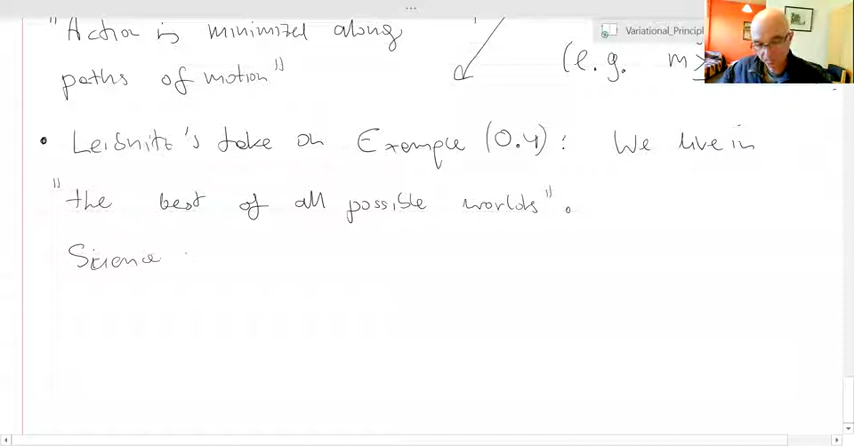 "Action is minimized along
paths of motion"
(e.g. m
Variational_Principl
• Leibnitz's take on Example (0.4): We live in
"the best of all possible worlds".
Science